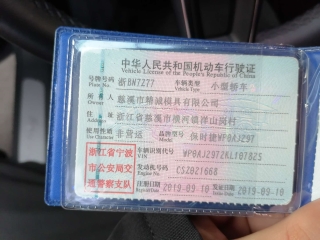 中华人民共和国机动车行驶证
Vehicle License of the People's Republic of China
号牌号码 浙BN7277 车辆类型 小型轿车
Plate No. Vehicle Type
所有人 慈溪市精诚模具有限公司
Owner
住址 浙江省慈溪市横河镇祥山岗村
Address
使用性质 非营运 品牌型号 保时捷WP0AJ297
Use Character Model
浙江省宁波 车辆识别代号 WP0AJ2972KL107825
VIN
市公安局交 发动机号码 CSZ021668
Engine No.
通警察支队 注册日期 2019-09-10 发证日期 2019-09-10
Register Date Issue Date